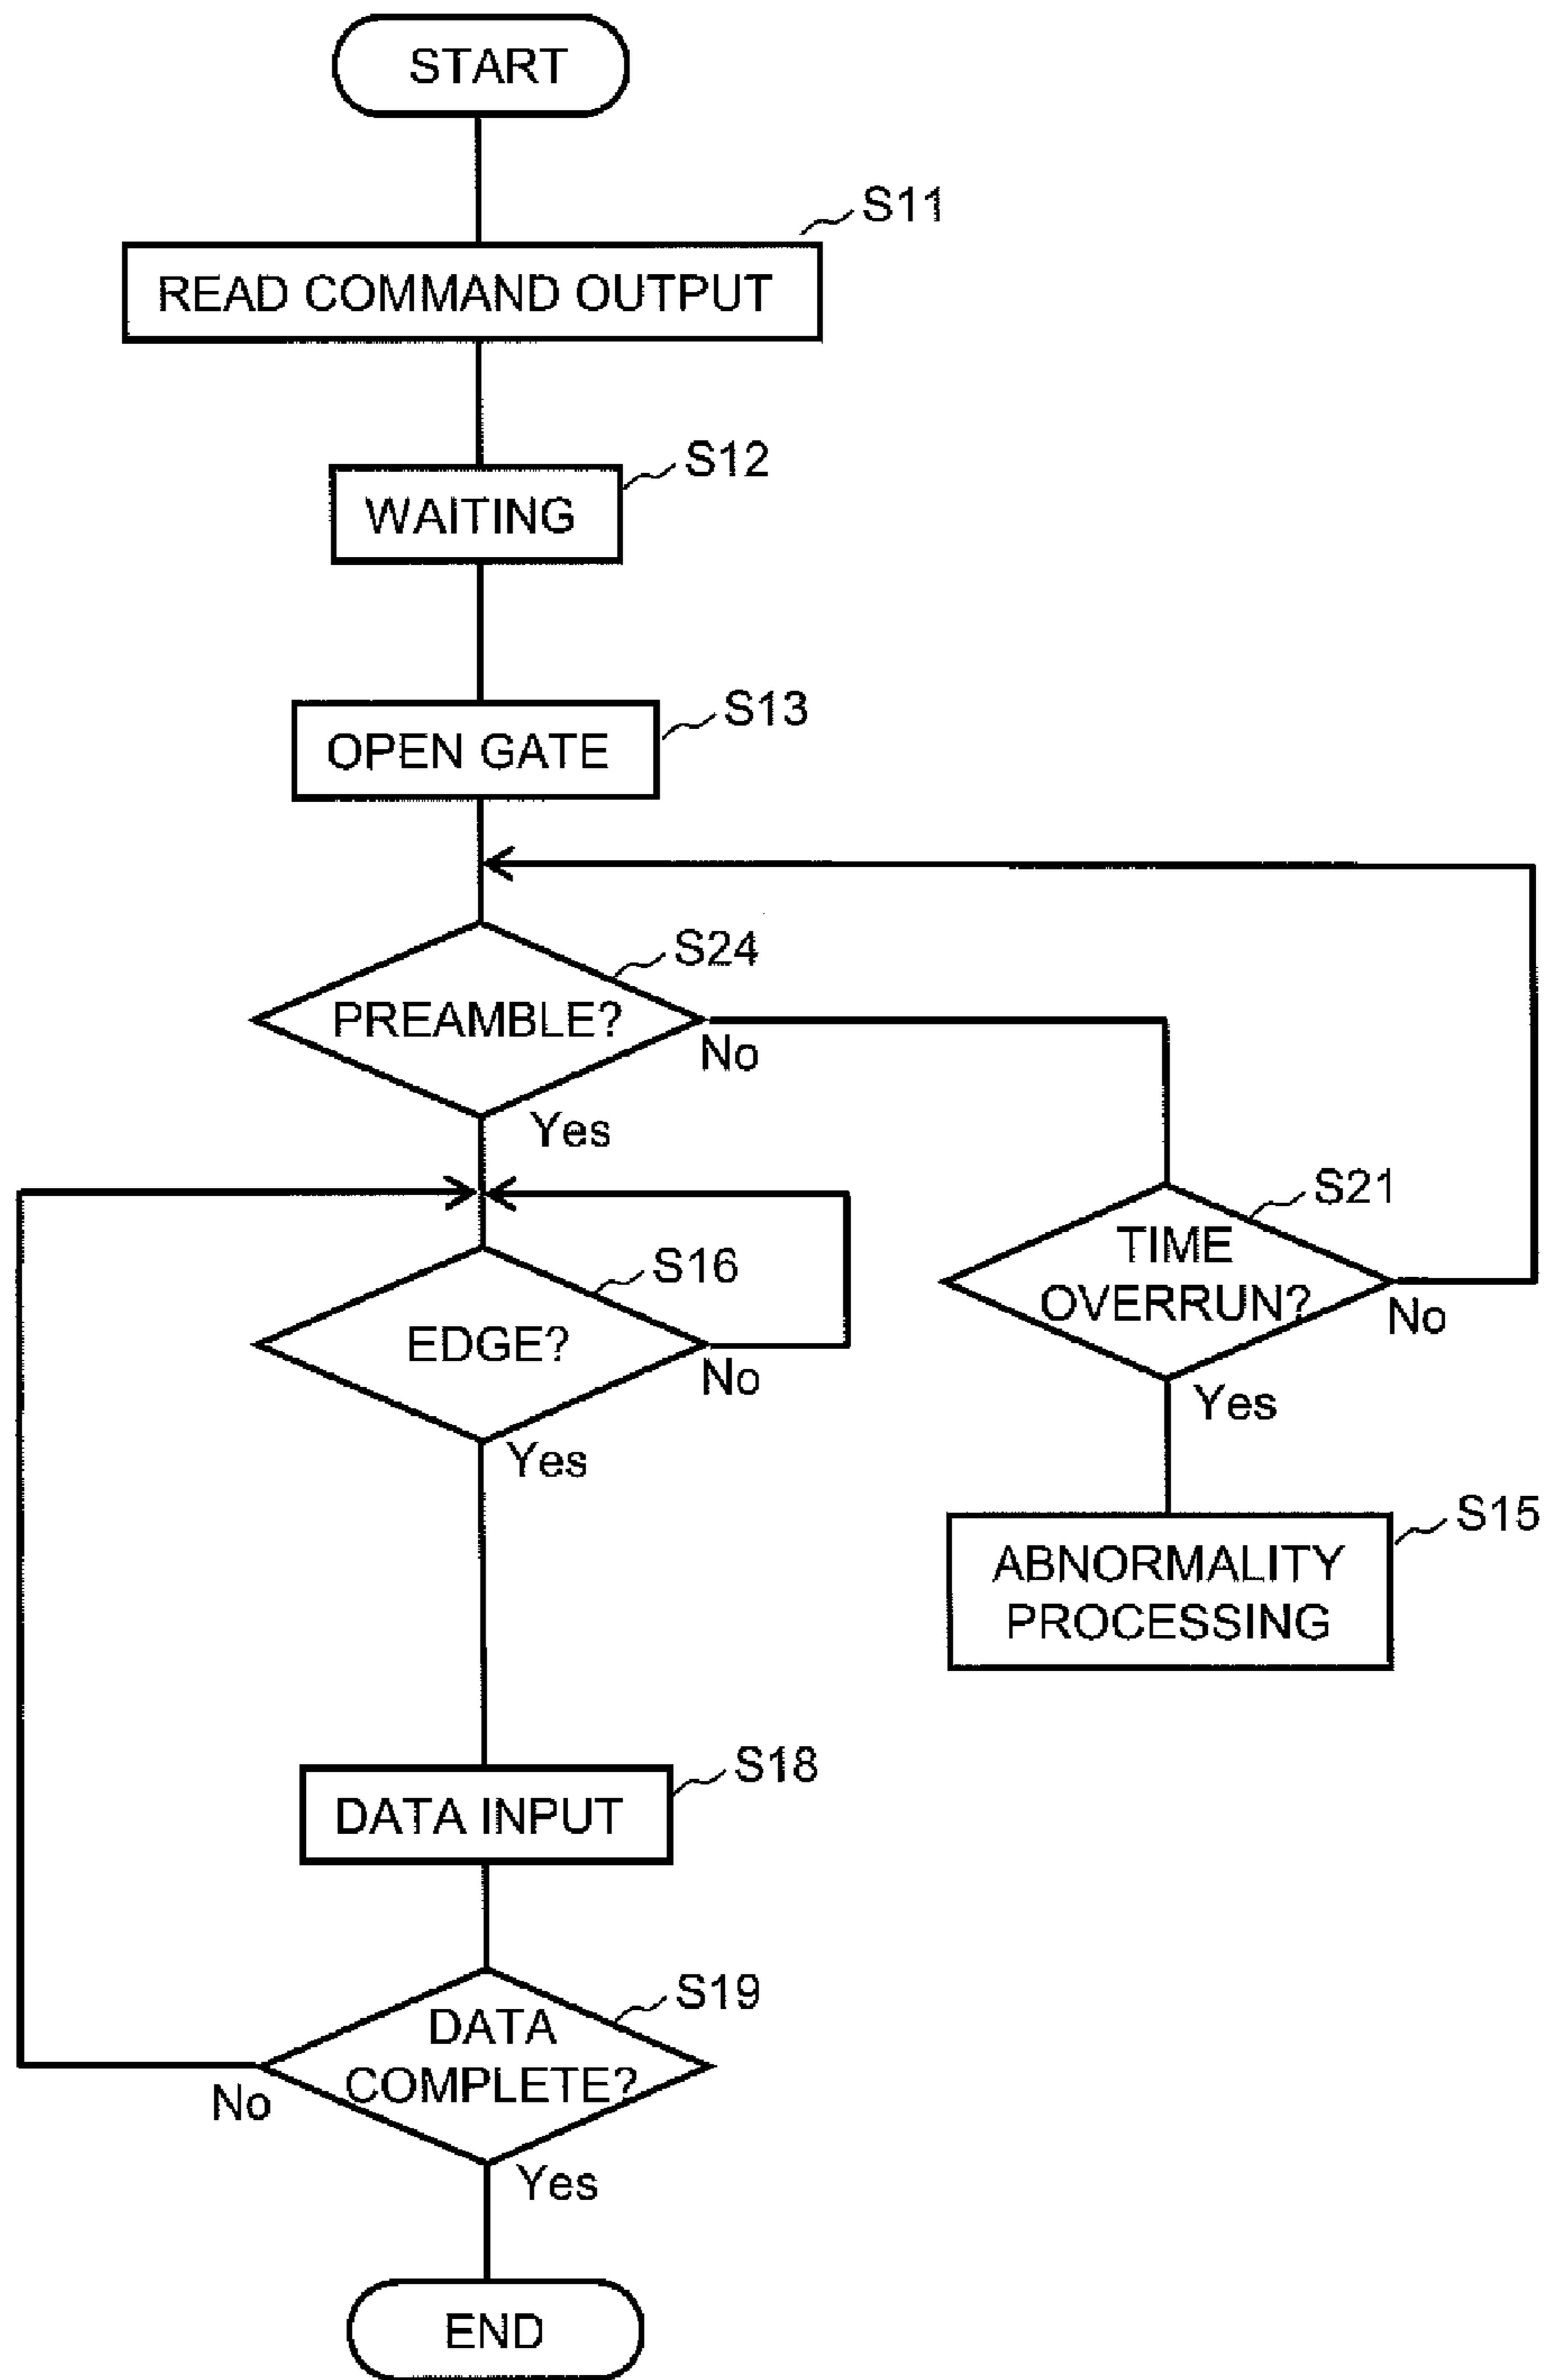 START
S11
READ COMMAND OUTPUT
S12
WAITING
S13
OPEN GATE
S24
PREAMBLE?
No
Yes
S21
TIME
OVERRUN?
No
Yes
S16
EDGE?
No
Yes
S15
ABNORMALITY
PROCESSING
S18
DATA INPUT
S19
DATA
COMPLETE?
No
Yes
END